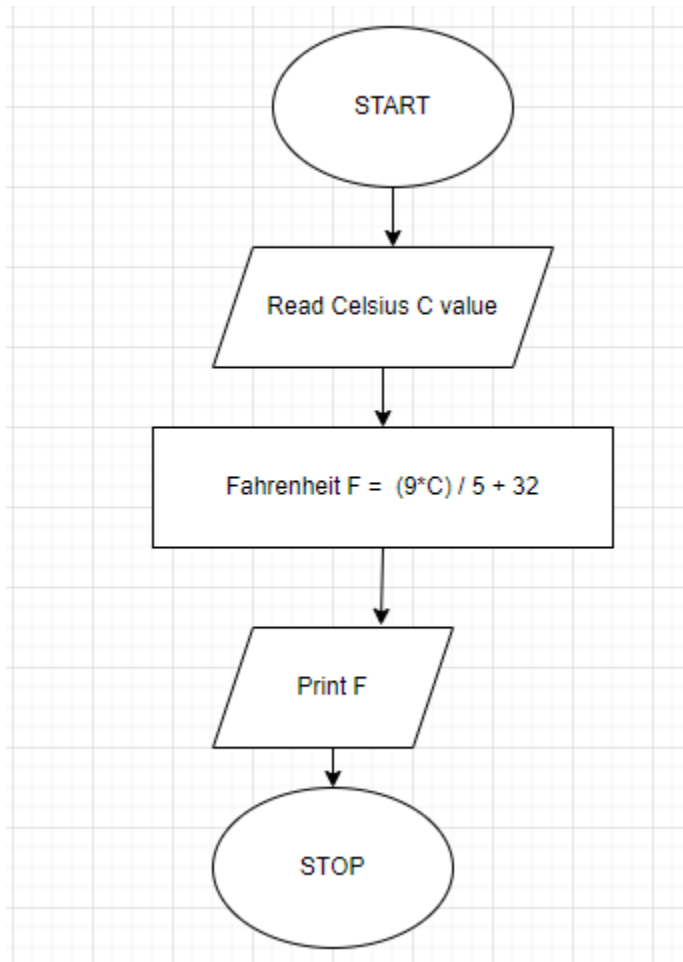 START
Read Celsius C value
Fahrenheit F =  (9*C) / 5 + 32
Print F
STOP